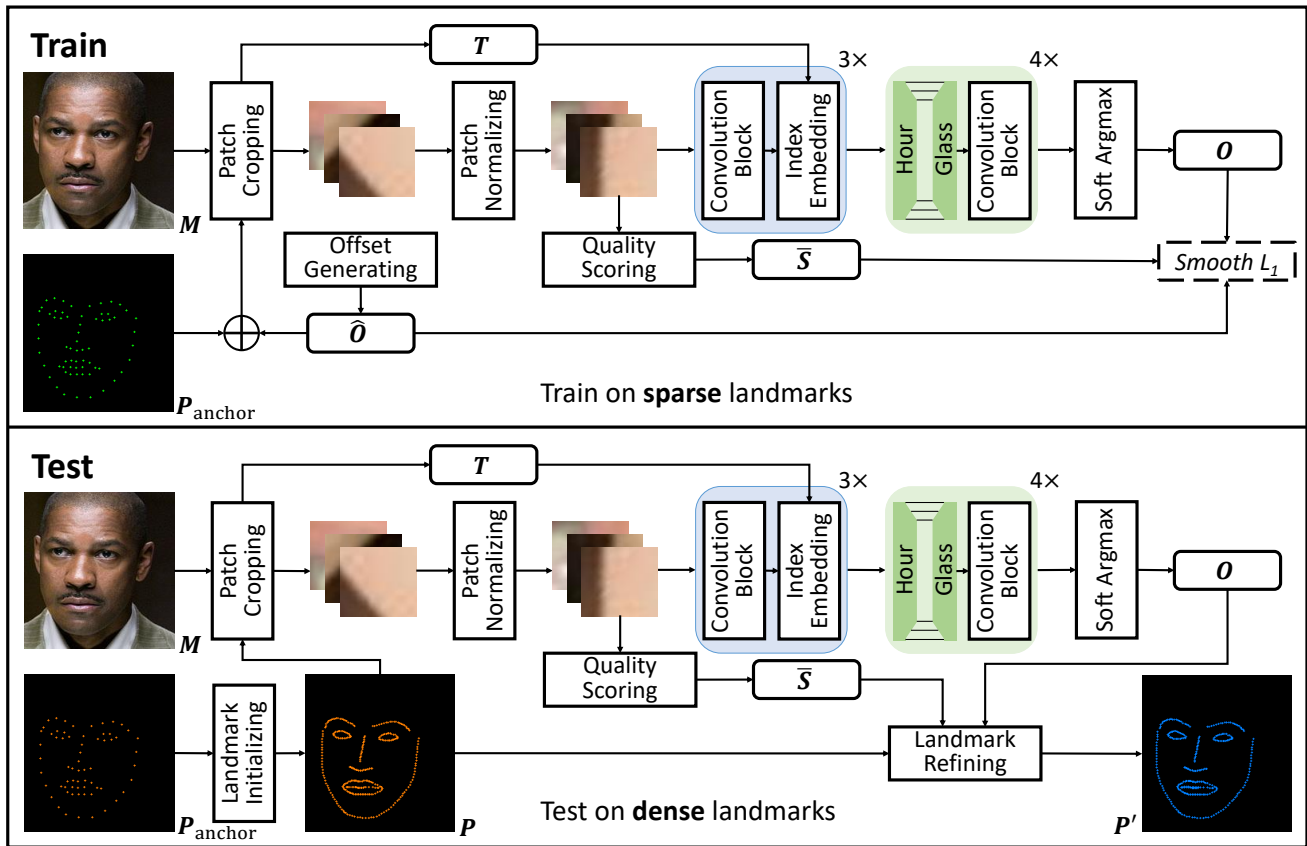 Train
T
3×
4×
Patch
Cropping
Patch
Normalizing
Convolution
Block
Index
Embedding
Hour
Glass
Convolution
Block
Soft Argmax
O
M
Offset
Generating
Quality
Scoring
S̅
Smooth L₁
Ô
P_anchor
Train on sparse landmarks
Test
T
3×
4×
Patch
Cropping
Patch
Normalizing
Convolution
Block
Index
Embedding
Hour
Glass
Convolution
Block
Soft Argmax
O
M
Quality
Scoring
S̅
Landmark
Initializing
Landmark
Refining
P_anchor
P
Test on dense landmarks
P′